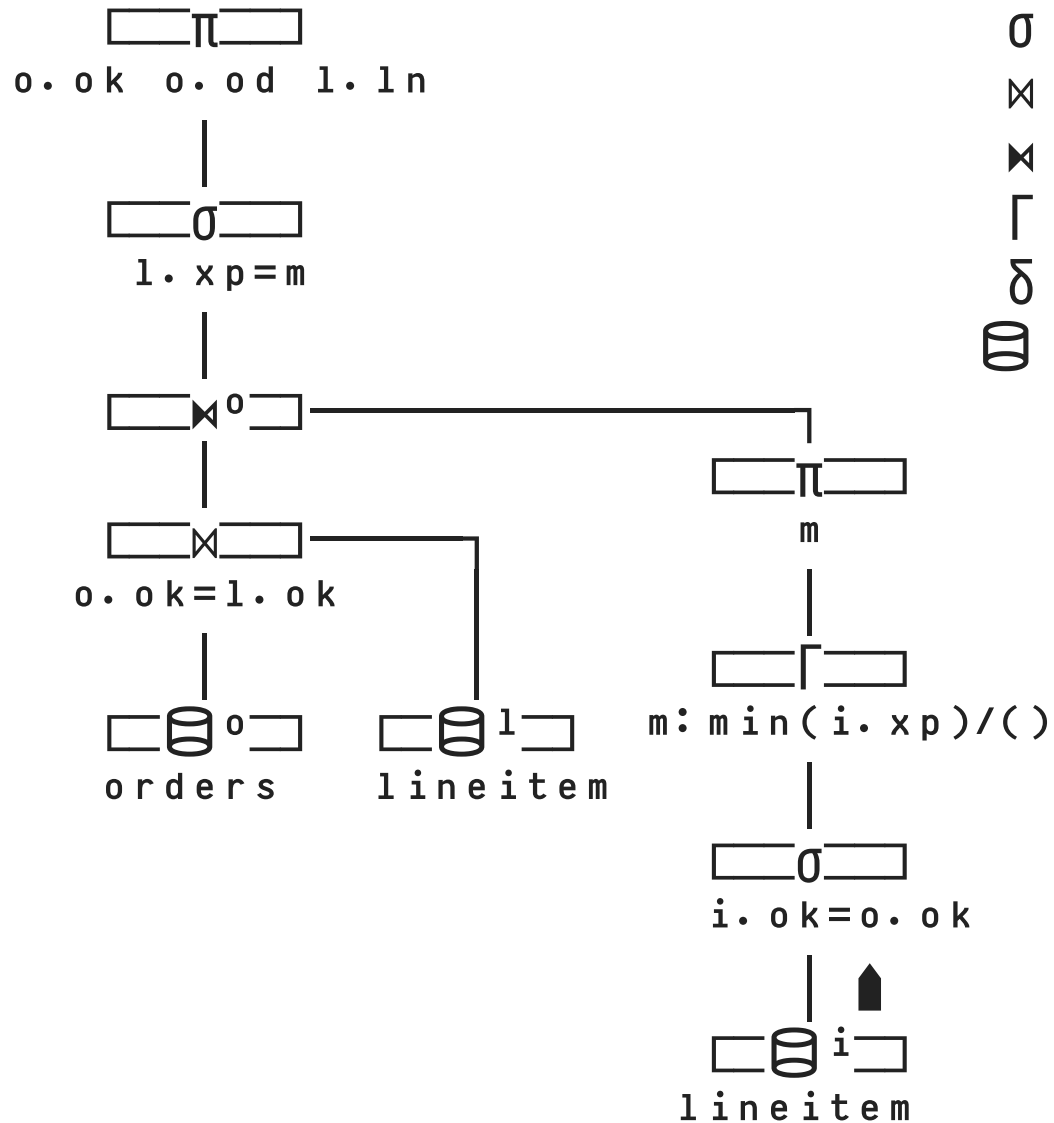 π
o.ok o.od l.ln
σ
l.xp=m
⧑ o
⋈
o.ok=l.ok
o
orders
l
lineitem
π
m
Γ
m:min(i.xp)/()
σ
i.ok=o.ok
i
lineitem
σ
⋈
⧑
Γ
δ